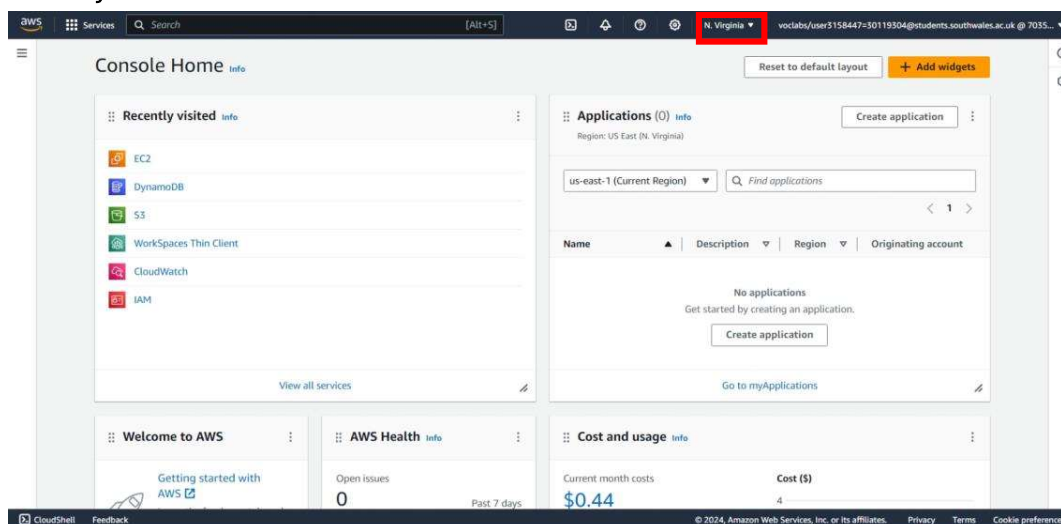 aws
Services
Search
[Alt+S]
N. Virginia
voclabs/user3158447=30119304@students.southwales.ac.uk @ 7035...
Console Home Info
Reset to default layout
+ Add widgets
Recently visited Info
EC2
DynamoDB
S3
WorkSpaces Thin Client
CloudWatch
IAM
View all services
Applications (0) Info
Region: US East (N. Virginia)
Create application
us-east-1 (Current Region)
Find applications
1
Name Description Region Originating account
No applications
Get started by creating an application.
Create application
Go to myApplications
Welcome to AWS
Getting started with
AWS
AWS Health Info
Open issues
0
Past 7 days
Cost and usage Info
Current month costs
$0.44
Cost ($)
4
CloudShell Feedback
© 2024, Amazon Web Services, Inc. or its affiliates. Privacy Terms Cookie preference